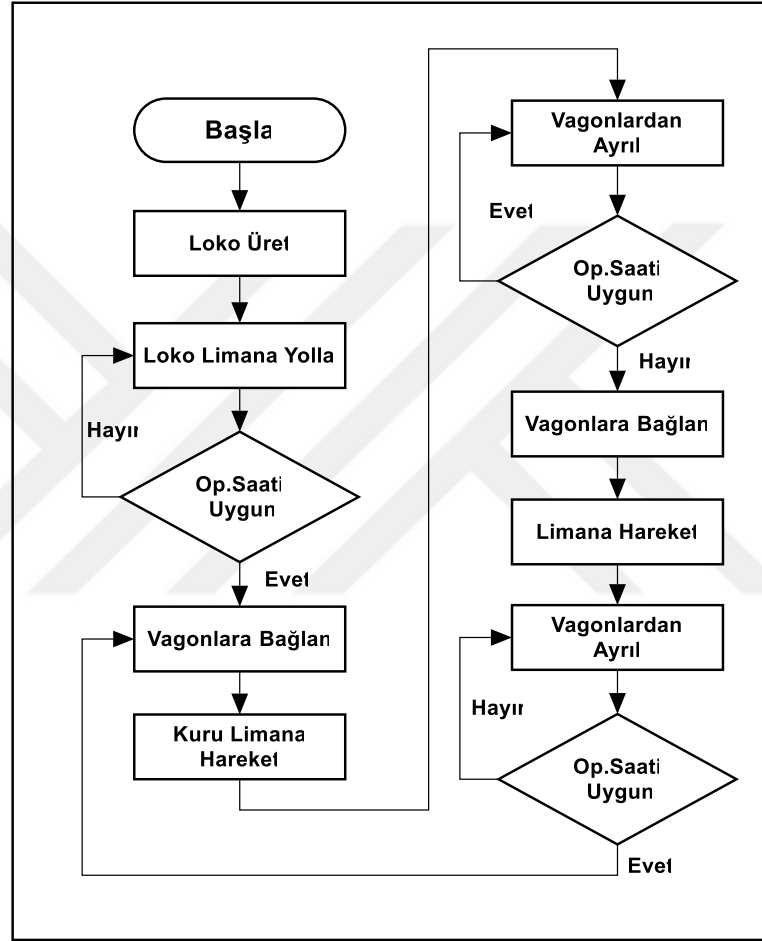 Başla
Loko Üret
Loko Limana Yolla
Hayır
Op.Saati
Uygun
Evet
Vagonlara Bağlan
Kuru Limana
Hareket
Vagonlardan
Ayrıl
Evet
Op.Saati
Uygun
Hayır
Vagonlara Bağlan
Limana Hareket
Vagonlardan
Ayrıl
Hayır
Op.Saati
Uygun
Evet